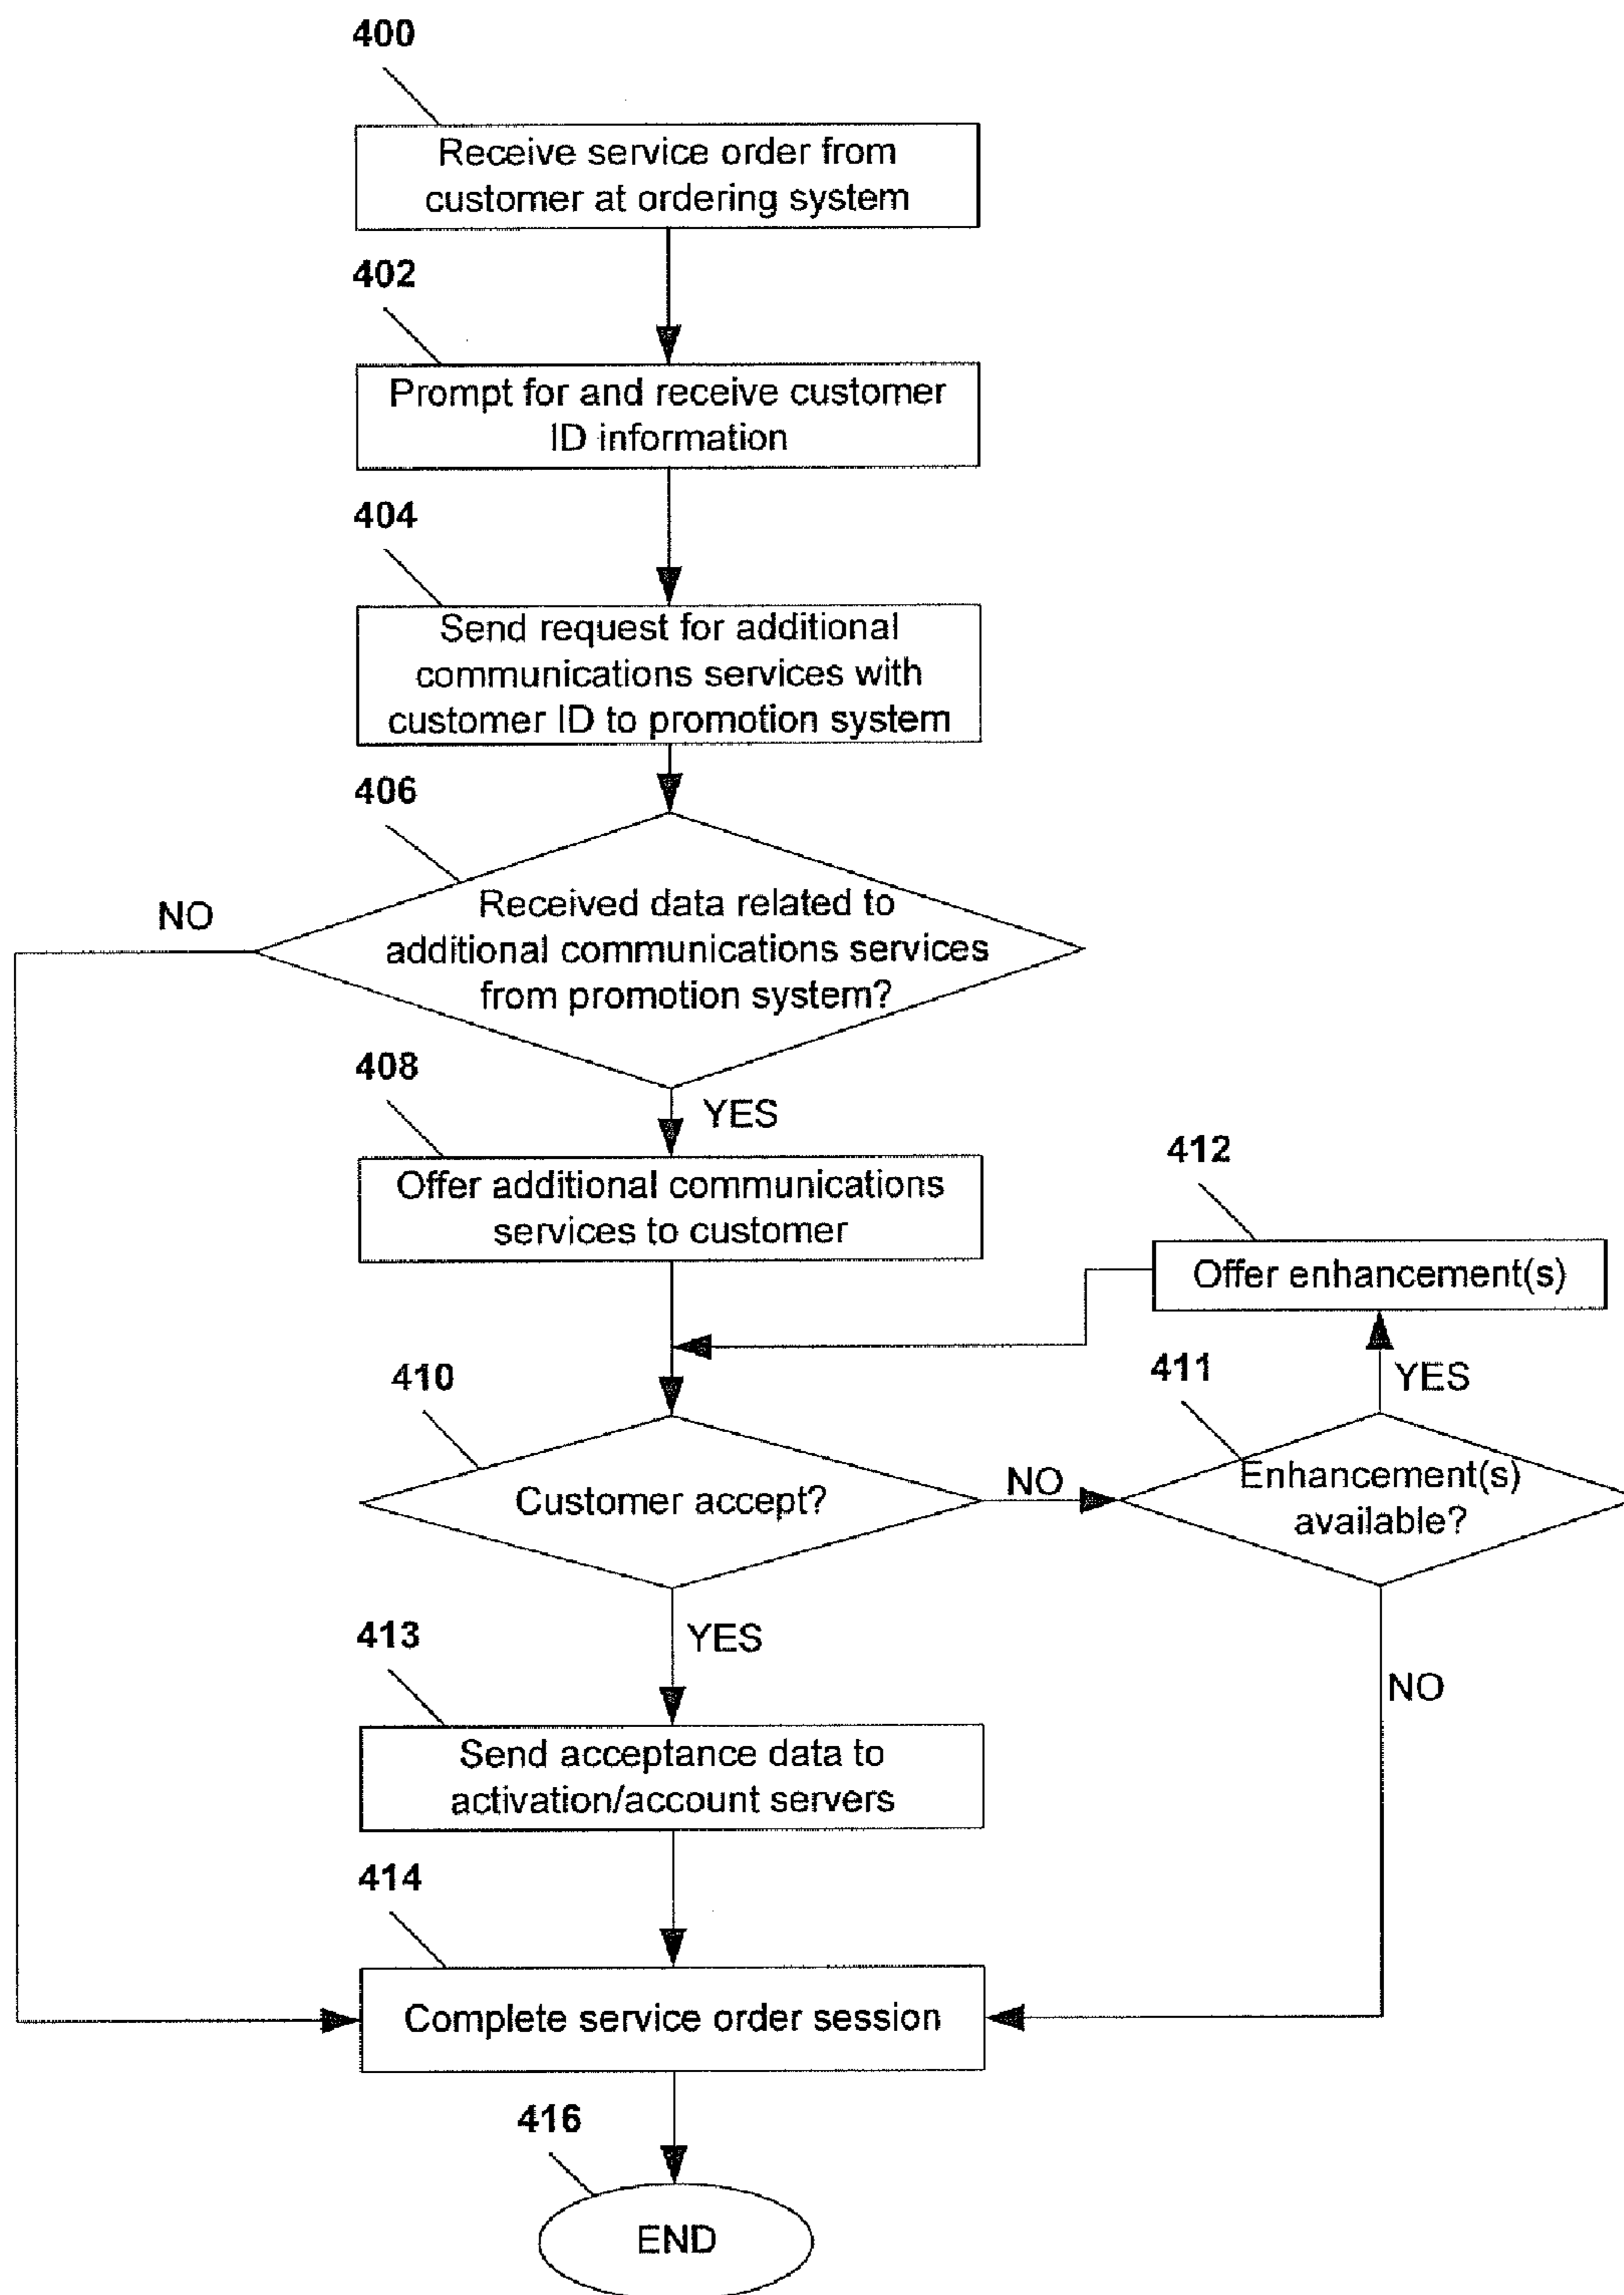 400
Receive service order from
customer at ordering system
402
Prompt for and receive customer
ID information
404
Send request for additional
communications services with
customer ID to promotion system
406
NO
Received data related to
additional communications services
from promotion system?
408
YES
Offer additional communications
services to customer
412
Offer enhancement(s)
410
411
YES
Customer accept?
NO
Enhancement(s)
available?
413
YES
NO
Send acceptance data to
activation/account servers
414
Complete service order session
416
END